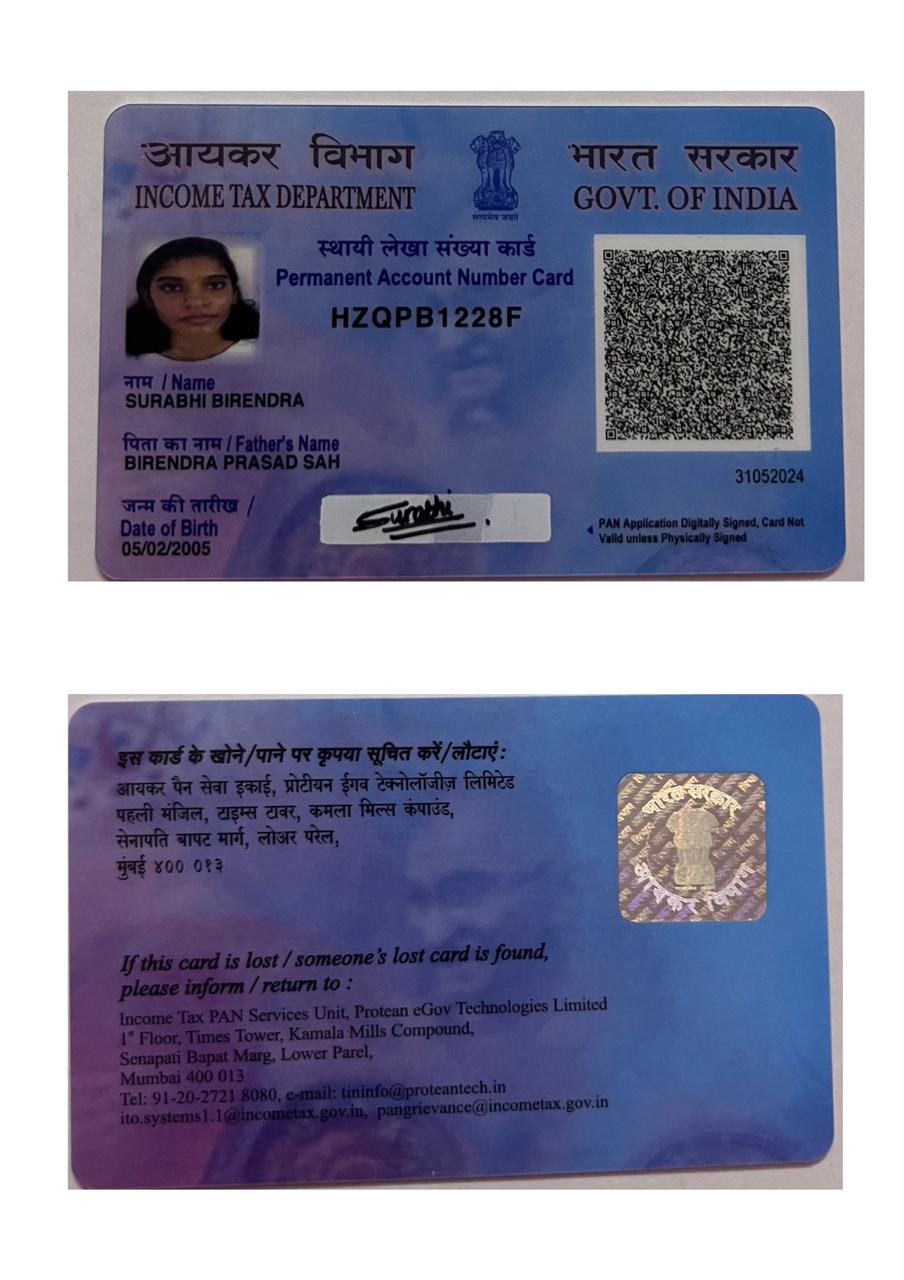 आयकर विभाग
INCOME TAX DEPARTMENT
सत्यमेव जयते
भारत सरकार
GOVT. OF INDIA
स्थायी लेखा संख्या कार्ड
Permanent Account Number Card
HZQPB1228F
नाम / Name
SURABHI BIRENDRA
पिता का नाम / Father's Name
BIRENDRA PRASAD SAH
जन्म की तारीख /
Date of Birth
05/02/2005
Surabhi
31052024
PAN Application Digitally Signed, Card Not
Valid unless Physically Signed
इस कार्ड के खोने/पाने पर कृपया सूचित करें/लौटाएं:
आयकर पैन सेवा इकाई, प्रोटीयन ईगव टेक्नोलॉजीज़ लिमिटेड
पहली मंजिल, टाइम्स टावर, कमला मिल्स कंपाउंड,
सेनापति बापट मार्ग, लोअर परेल,
मुंबई ४०० ०१३
भारत सरकार
आयकर विभाग
If this card is lost / someone's lost card is found,
please inform / return to :
Income Tax PAN Services Unit, Protean eGov Technologies Limited
1st Floor, Times Tower, Kamala Mills Compound,
Senapati Bapat Marg, Lower Parel,
Mumbai 400 013
Tel: 91-20-2721 8080, e-mail: tininfo@proteantech.in
ito.systems1.1@incometax.gov.in, pangrievance@incometax.gov.in